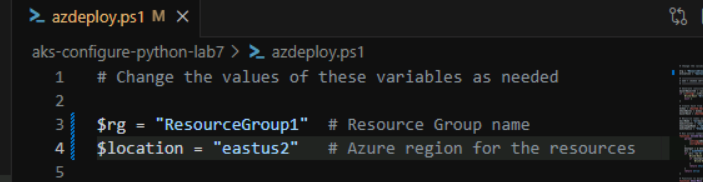 azdeploy.ps1 M
aks-configure-python-lab7 > azdeploy.ps1
1 # Change the values of these variables as needed
2
3 $rg = "ResourceGroup1" # Resource Group name
4 $location = "eastus2" # Azure region for the resources
5